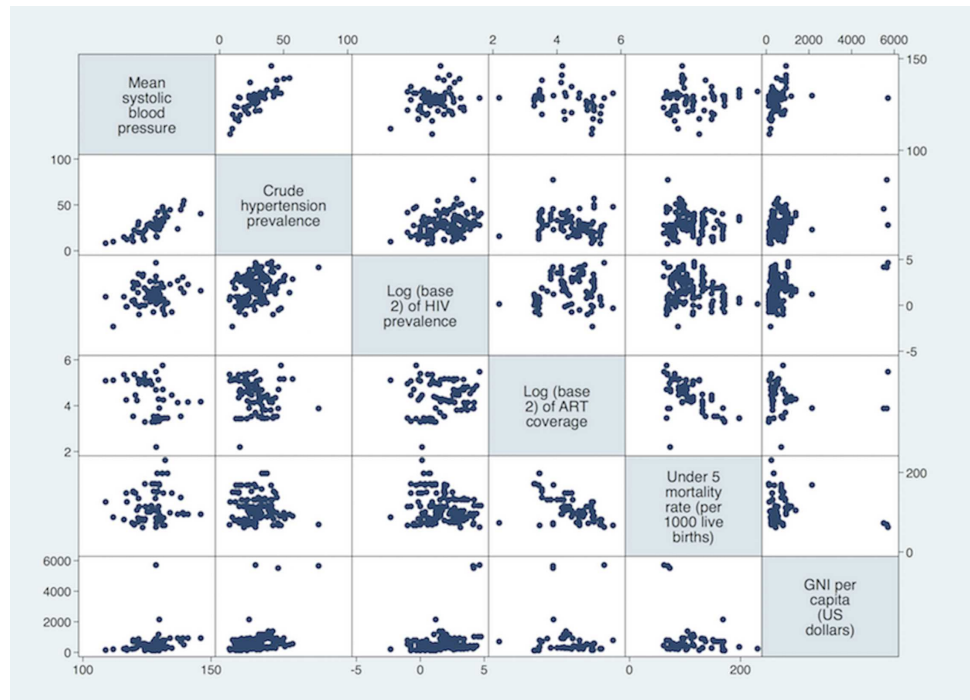 0 50 100 2 4 6 0 2000 4000 6000
Mean
systolic
blood
pressure
150
100
100
50
0
Crude
hypertension
prevalence
Log (base
2) of HIV
prevalence
5
0
-5
6
4
2
Log (base
2) of ART
coverage
Under 5
mortality
rate (per
1000 live
births)
200
0
6000
4000
2000
0
GNI per
capita
(US
dollars)
100 150 -5 0 5 0 200